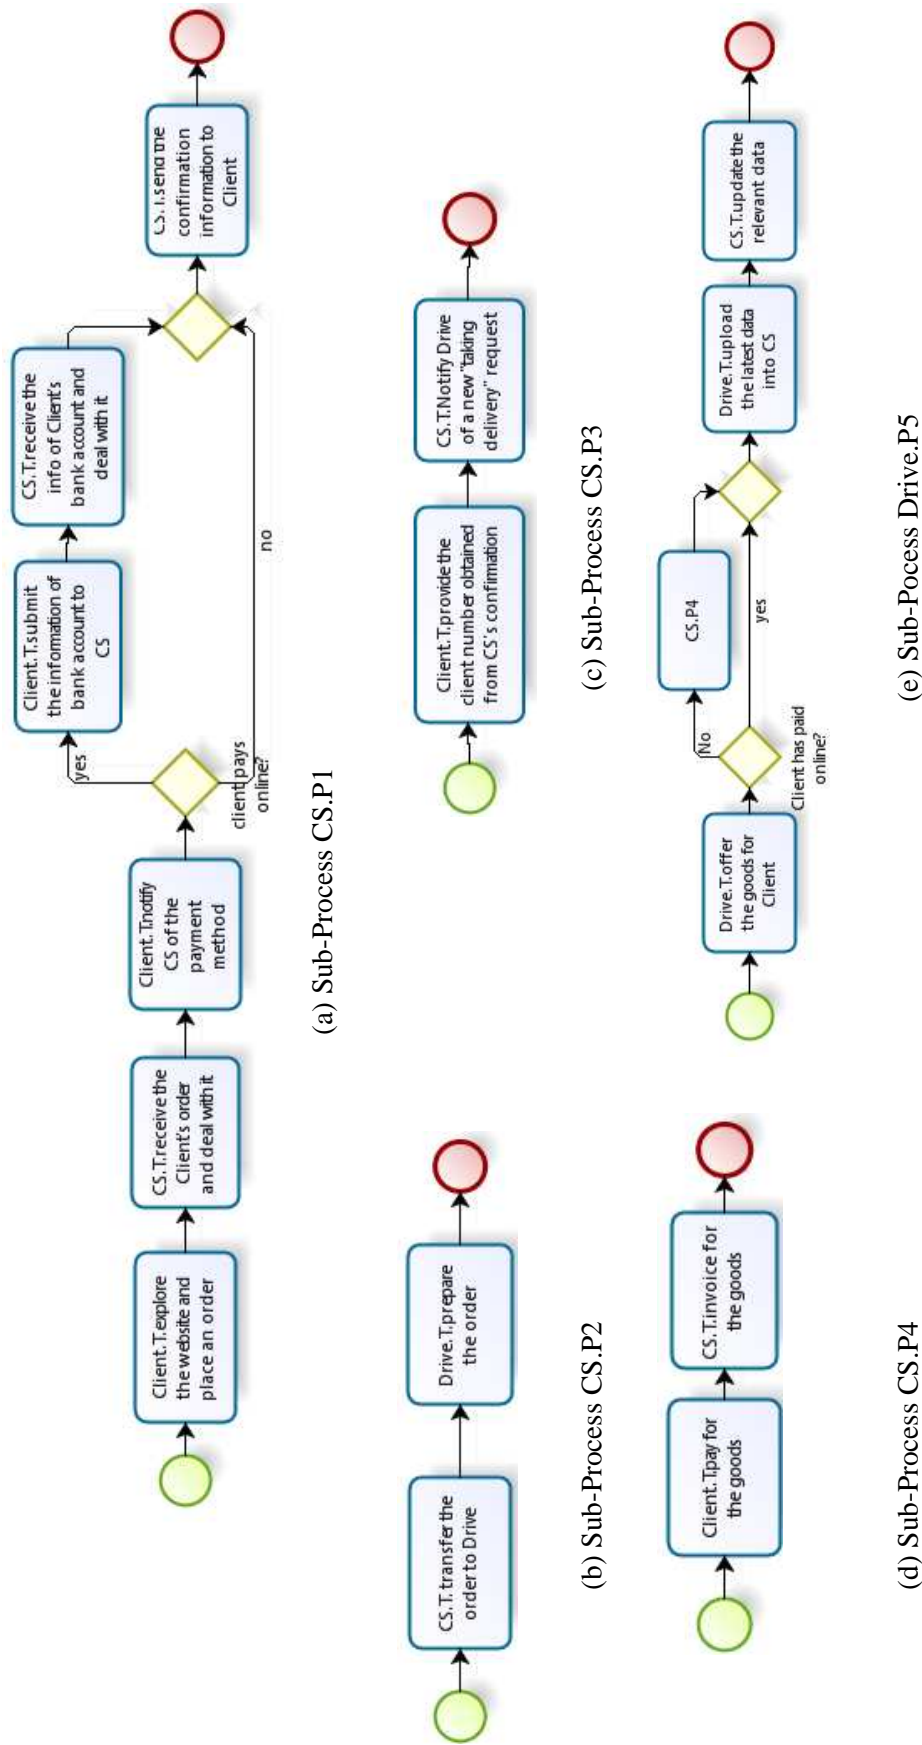 Client.T.explore
the website and
place an order
CS.T.receive the
Client's order
and deal with it
Client.T.notify
CS of the
payment
method
client pays
online?
yes
no
Client.T.submit
the information of
bank account to
CS
CS.T.receive the
info of Client's
bank account and
deal with it
CS.T.send the
confirmation
information to
Client
(a) Sub-Process CS.P1
CS.T. transfer the
order to Drive
Drive.T.prepare
the order
(b) Sub-Process CS.P2
Client.T.provide the
client number obtained
from CS's confirmation
CS.T.Notify Drive
of a new "taking
delivery" request
(c) Sub-Process CS.P3
Client.T.pay for
the goods
CS.T.invoice for
the goods
(d) Sub-Process CS.P4
Drive.T.offer
the goods for
Client
Client has paid
online?
No
yes
CS.P4
Drive.T.upload
the latest data
into CS
CS.T.update the
relevant data
(e) Sub-Pocess Drive.P5